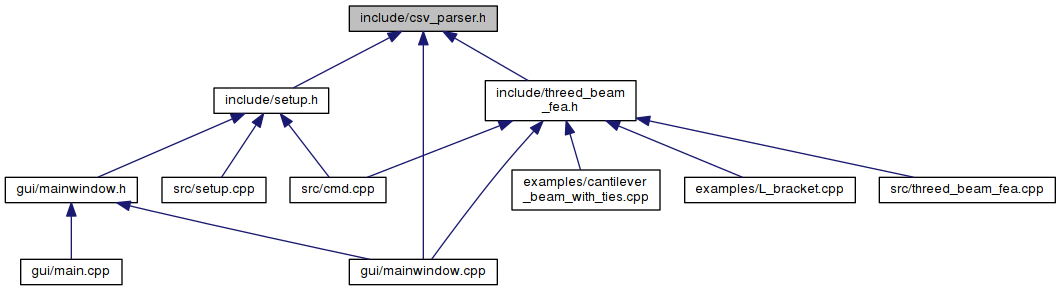 include/csv_parser.h
include/setup.h
include/threed_beam
_fea.h
gui/mainwindow.h
src/setup.cpp
src/cmd.cpp
examples/cantilever
_beam_with_ties.cpp
examples/L_bracket.cpp
src/threed_beam_fea.cpp
gui/main.cpp
gui/mainwindow.cpp